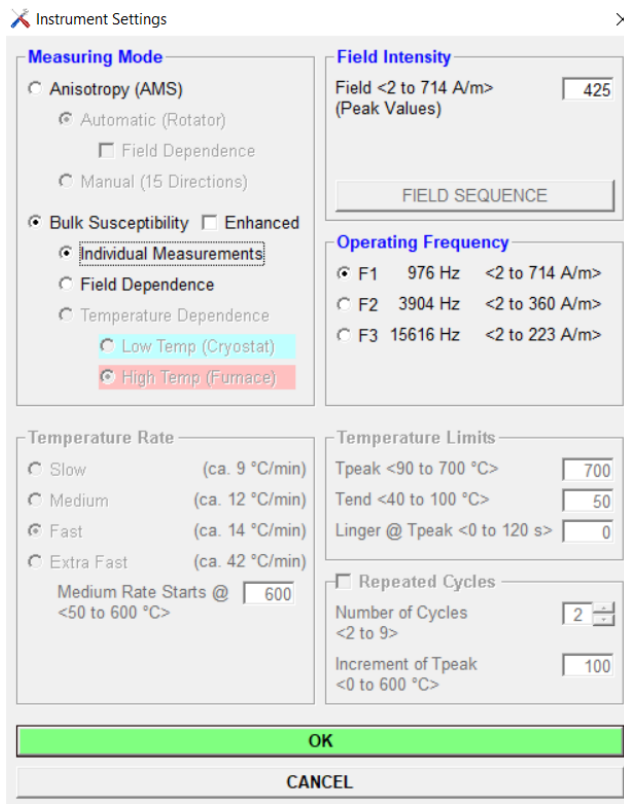 Instrument Settings
Measuring Mode
Anisotropy (AMS)
Automatic (Rotator)
Field Dependence
Manual (15 Directions)
Bulk Susceptibility Enhanced
Individual Measurements
Field Dependence
Temperature Dependence
Low Temp (Cryostat)
High Temp (Furnace)
Field Intensity
Field <2 to 714 A/m> 425
(Peak Values)
FIELD SEQUENCE
Operating Frequency
F1 976 Hz <2 to 714 A/m>
F2 3904 Hz <2 to 360 A/m>
F3 15616 Hz <2 to 223 A/m>
Temperature Rate
Slow (ca. 9 °C/min)
Medium (ca. 12 °C/min)
Fast (ca. 14 °C/min)
Extra Fast (ca. 42 °C/min)
Medium Rate Starts @ 600
<50 to 600 °C>
Temperature Limits
Tpeak <90 to 700 °C> 700
Tend <40 to 100 °C> 50
Linger @ Tpeak <0 to 120 s> 0
Repeated Cycles
Number of Cycles 2
<2 to 9>
Increment of Tpeak 100
<0 to 600 °C>
OK
CANCEL